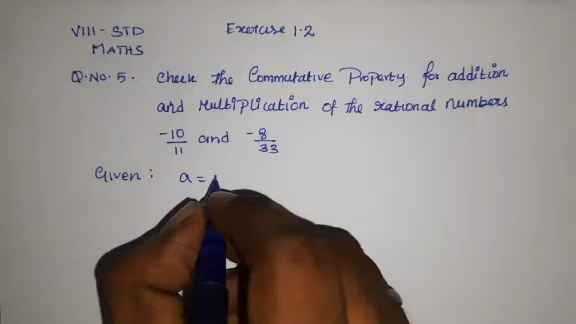 VIII - STD Exercise 1.2
MATHS
Q.No.5. Check the Commutative Property for addition
and Multiplication of the rational numbers
-10/11 and -8/33
Given : a =